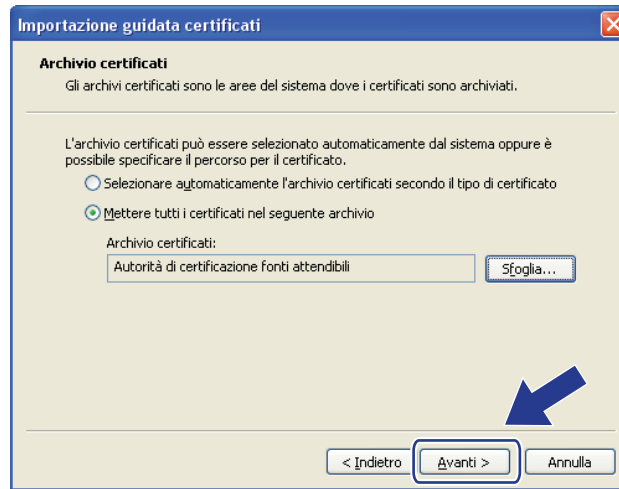 Importazione guidata certificati
Archivio certificati
Gli archivi certificati sono le aree del sistema dove i certificati sono archiviati.
L'archivio certificati può essere selezionato automaticamente dal sistema oppure è
possibile specificare il percorso per il certificato.
Selezionare automaticamente l'archivio certificati secondo il tipo di certificato
Mettere tutti i certificati nel seguente archivio
Archivio certificati:
Autorità di certificazione fonti attendibili
Sfoglia...
< Indietro
Avanti >
Annulla